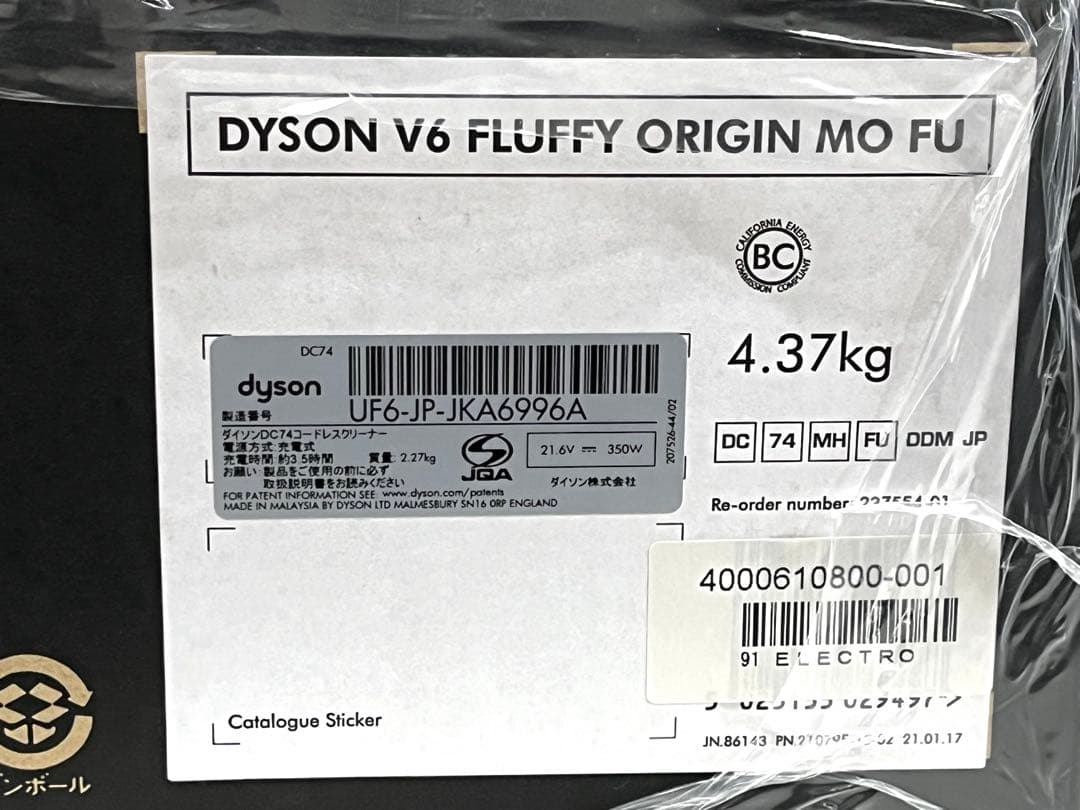 DYSON V6 FLUFFY ORIGIN MO FU
CALIFORNIA ENERGY
BC
COMMISSION COMPLIANT
4.37kg
DC74
dyson
製造番号
UF6-JP-JKA6996A
ダイソンDC74コードレスクリーナー
電源方式:充電式
充電時間:約3.5時間 質量: 2.27kg
お願い:製品をご使用の前に必ず
取扱説明書をお読みください
JQA
21.6V 350W
ダイソン株式会社
207526-44/02
FOR PATENT INFORMATION SEE: www.dyson.com/patents
MADE IN MALAYSIA BY DYSON LTD MALMESBURY SN16 0RP ENGLAND
DC 74 MH FU DDM JP
Re-order number:
4000610800-001
91 ELECTRO
Catalogue Sticker
JN.86143 21.01.17
ンボール